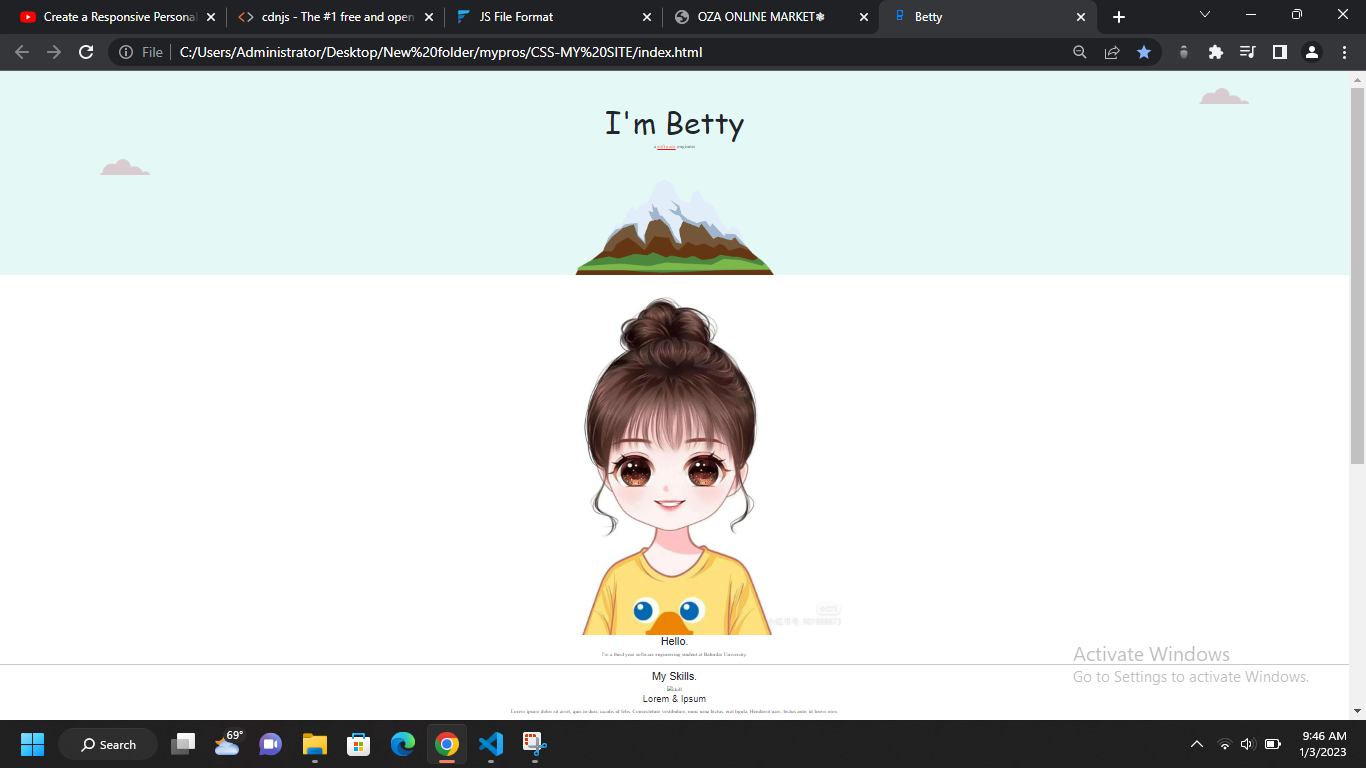 Create a Responsive Persona
cdnjs - The #1 free and open
JS File Format
OZA ONLINE MARKET❃
Betty
File
C:/Users/Administrator/Desktop/New%20folder/mypros/CSS-MY%20SITE/index.html
I'm Betty
a software engineer
Hello.
I'm a third year software engineering student at Bahirdar University
My Skills.
Lorem & Ipsum
Activate Windows
Go to Settings to activate Windows.
Search
69°
9:46 AM
1/3/2023